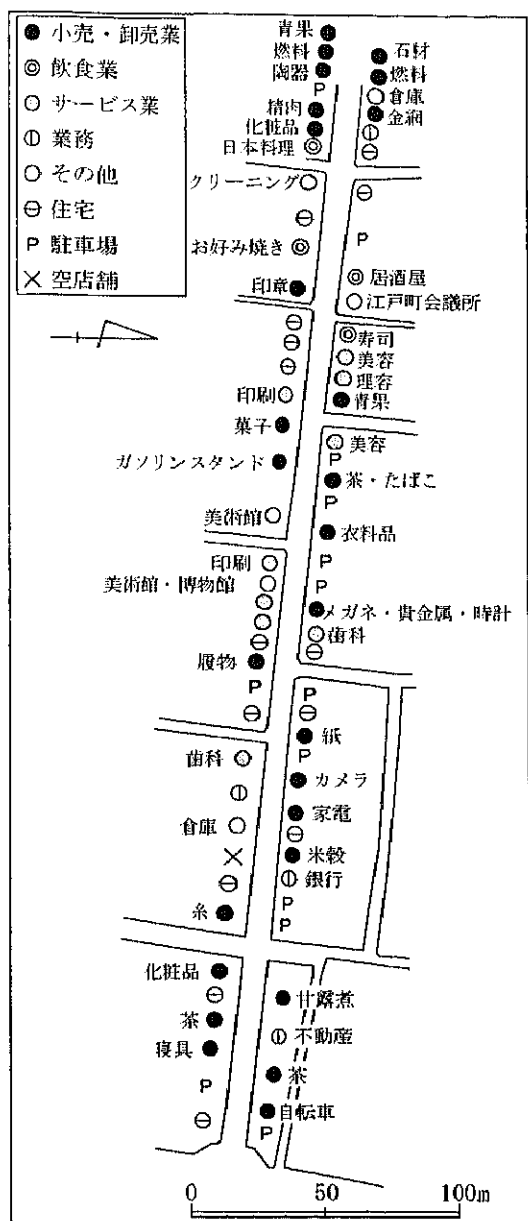 小売・卸売業
飲食業
サービス業
業務
その他
住宅
P 駐車場
空店舗
青果
燃料
陶器
P
精肉
化粧品
日本料理
石材
燃料
倉庫
金網
クリーニング
お好み焼き
印章
P
居酒屋
江戸町会議所
印刷
菓子
ガソリンスタンド
美術館
寿司
美容
理容
青果
美容
P
茶・たばこ
P
衣料品
P
P
メガネ・貴金属・時計
歯科
印刷
美術館・博物館
履物
P
P
紙
P
カメラ
家電
米穀
銀行
P
P
歯科
倉庫
糸
化粧品
茶
寝具
P
甘露煮
不動産
茶
自転車
P
0 50 100m